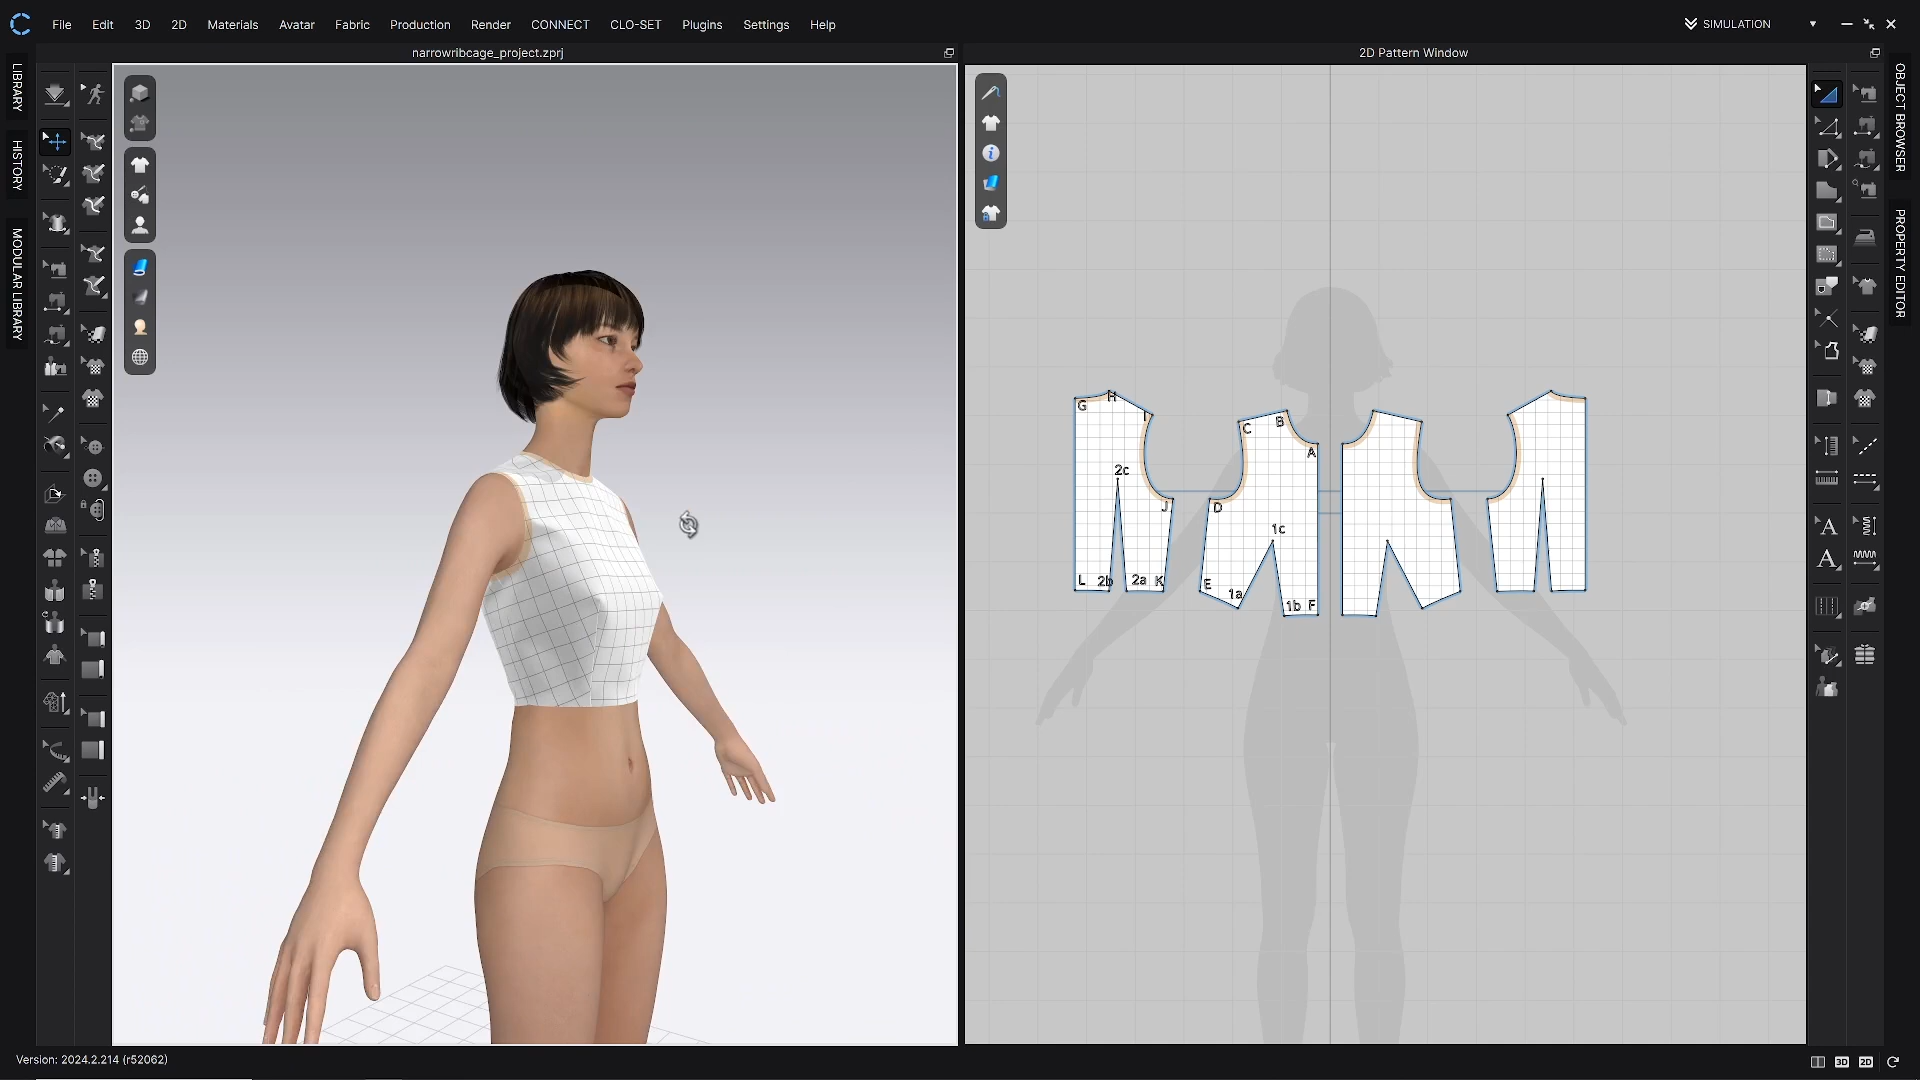 File Edit 3D 2D Materials Avatar Fabric Production Render CONNECT CLO-SET Plugins Settings Help
SIMULATION
narrowribcage_project.zprj
2D Pattern Window
LIBRARY
HISTORY
MODULAR LIBRARY
OBJECT BROWSER
PROPERTY EDITOR
G H I
2c
J
L 2b 2a K
C B A
D
1c
E 1a 1b F
A
A
Version: 2024.2.214 (r52062)
3D 2D